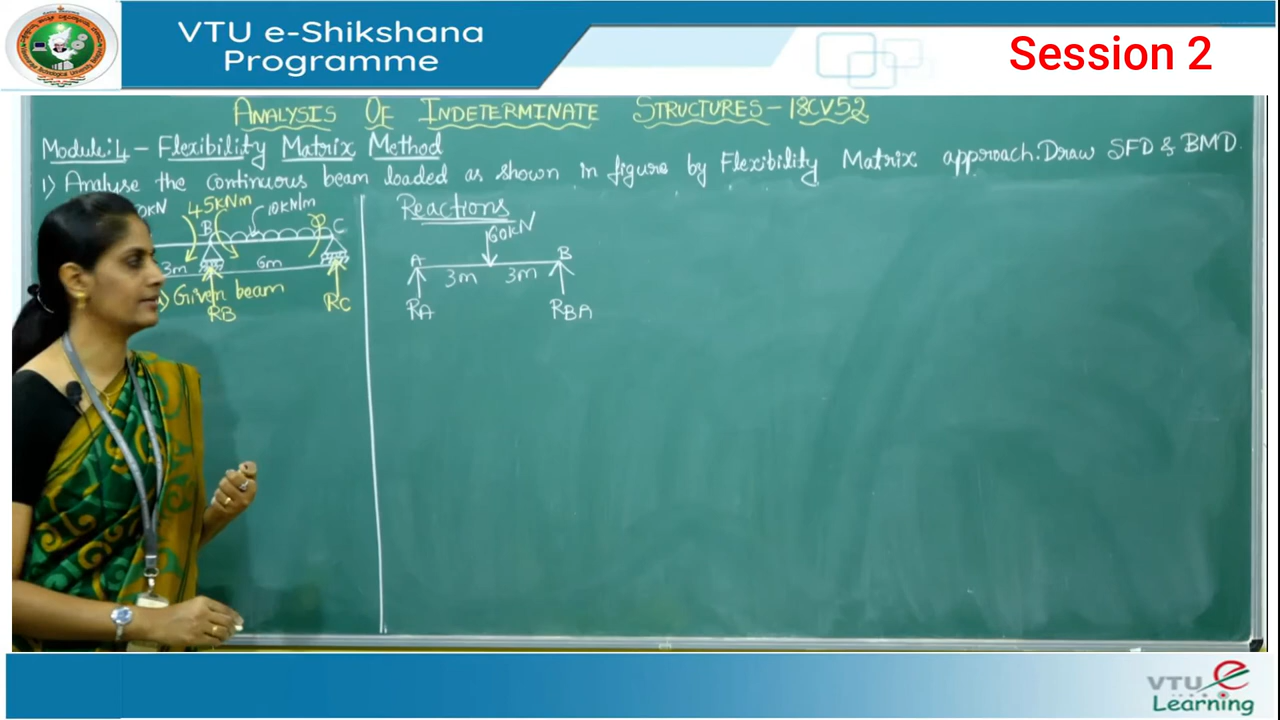 VTU e-Shikshana
Programme
Session 2
ANALYSIS OF INDETERMINATE STRUCTURES - 18CV52
Module:4 - Flexibility Matrix Method
1) Analyse the continuous beam loaded as shown in figure by Flexibility Matrix approach. Draw SFD & BMD.
0KN 45KNm 10KN/m
B C
3m 6m
) Given beam
RB RC
Reactions
60KN
A B
3m 3m
RA RBA
VTU e
Learning